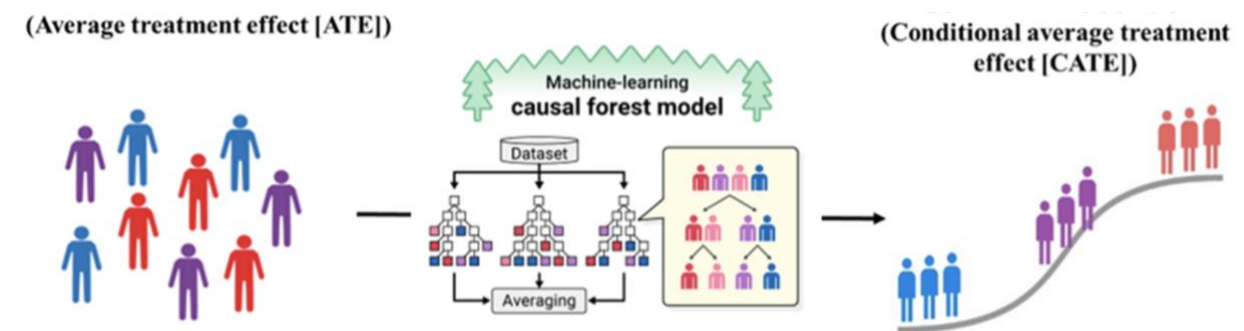 (Average treatment effect [ATE])
(Conditional average treatment
effect [CATE])
Machine-learning
causal forest model
Dataset
Averaging